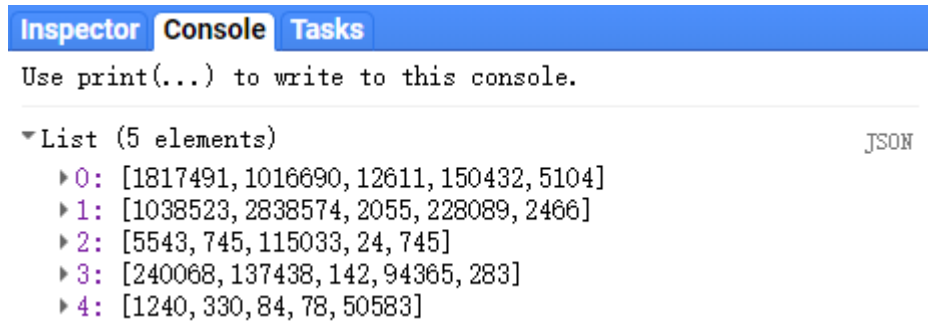 Inspector Console Tasks
Use print(...) to write to this console.
List (5 elements) JSON
0: [1817491,1016690,12611,150432,5104]
1: [1038523,2838574,2055,228089,2466]
2: [5543,745,115033,24,745]
3: [240068,137438,142,94365,283]
4: [1240,330,84,78,50583]